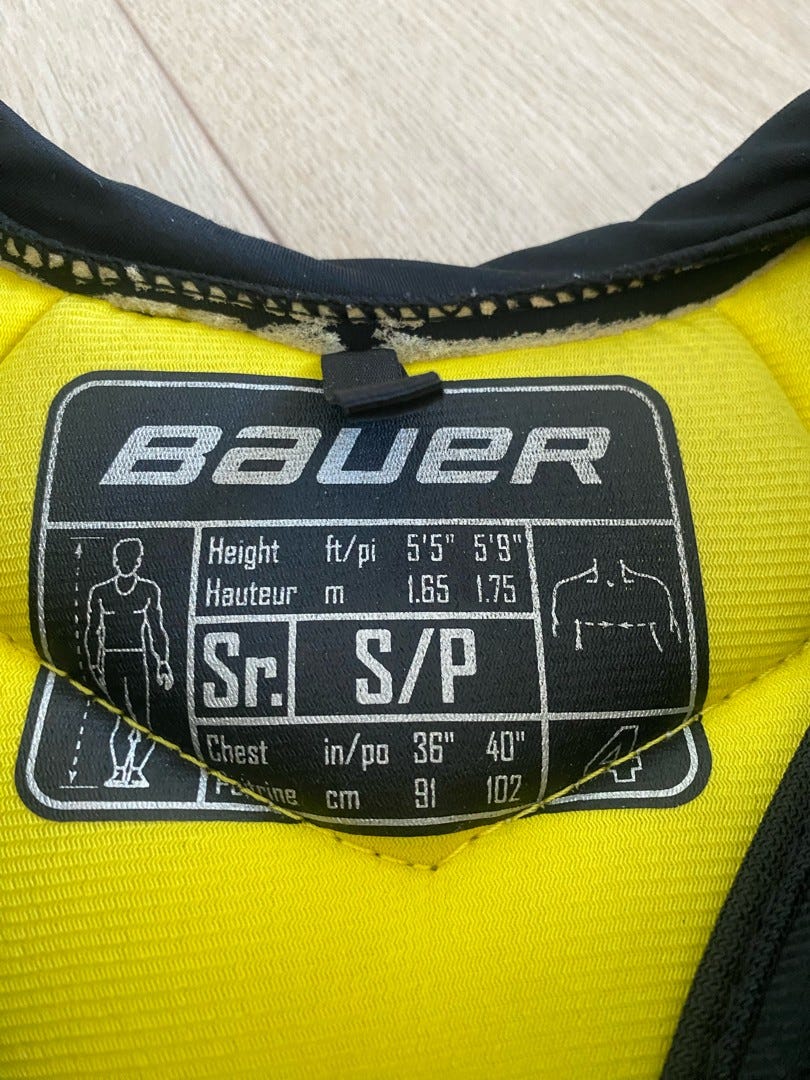 BAUER
Height ft/pi 5'5" 5'9"
Hauteur m 1.65 1.75
Sr. S/P
Chest in/po 36" 40"
Poitrine cm 91 102
4